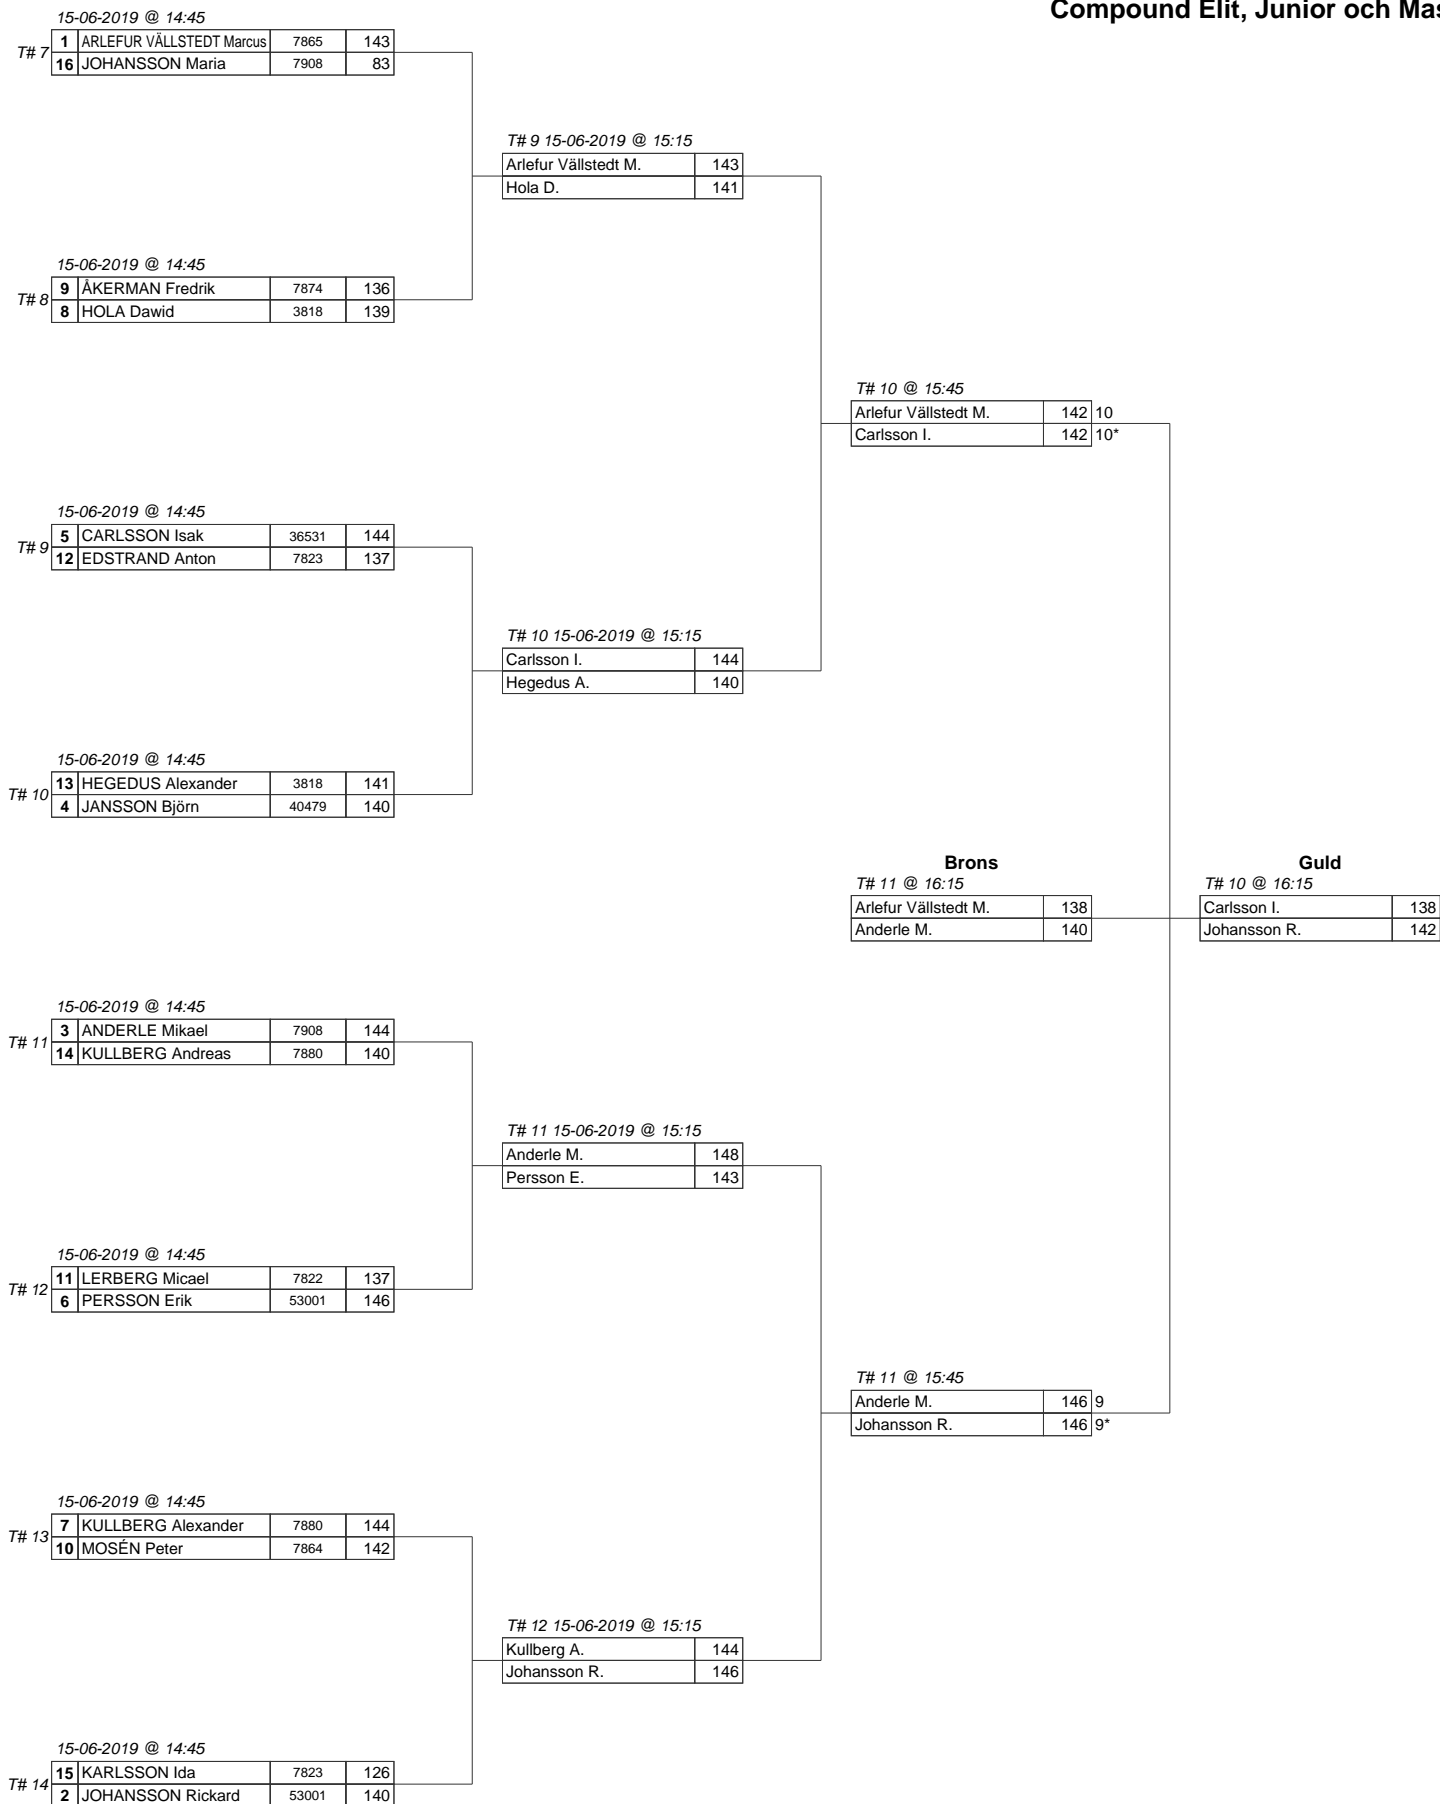 Compound Elit, Junior och Mas
15-06-2019 @ 14:45
T# 7
1 ARLEFUR VÄLLSTEDT Marcus 7865 143
16 JOHANSSON Maria 7908 83
T# 9 15-06-2019 @ 15:15
Arlefur Vällstedt M. 143
Hola D. 141
15-06-2019 @ 14:45
T# 8
9 ÅKERMAN Fredrik 7874 136
8 HOLA Dawid 3818 139
T# 10 @ 15:45
Arlefur Vällstedt M. 142 10
Carlsson I. 142 10*
15-06-2019 @ 14:45
T# 9
5 CARLSSON Isak 36531 144
12 EDSTRAND Anton 7823 137
T# 10 15-06-2019 @ 15:15
Carlsson I. 144
Hegedus A. 140
15-06-2019 @ 14:45
T# 10
13 HEGEDUS Alexander 3818 141
4 JANSSON Björn 40479 140
Brons
T# 11 @ 16:15
Arlefur Vällstedt M. 138
Anderle M. 140
Guld
T# 10 @ 16:15
Carlsson I. 138
Johansson R. 142
15-06-2019 @ 14:45
T# 11
3 ANDERLE Mikael 7908 144
14 KULLBERG Andreas 7880 140
T# 11 15-06-2019 @ 15:15
Anderle M. 148
Persson E. 143
15-06-2019 @ 14:45
T# 12
11 LERBERG Micael 7822 137
6 PERSSON Erik 53001 146
T# 11 @ 15:45
Anderle M. 146 9
Johansson R. 146 9*
15-06-2019 @ 14:45
T# 13
7 KULLBERG Alexander 7880 144
10 MOSÉN Peter 7864 142
T# 12 15-06-2019 @ 15:15
Kullberg A. 144
Johansson R. 146
15-06-2019 @ 14:45
T# 14
15 KARLSSON Ida 7823 126
2 JOHANSSON Rickard 53001 140